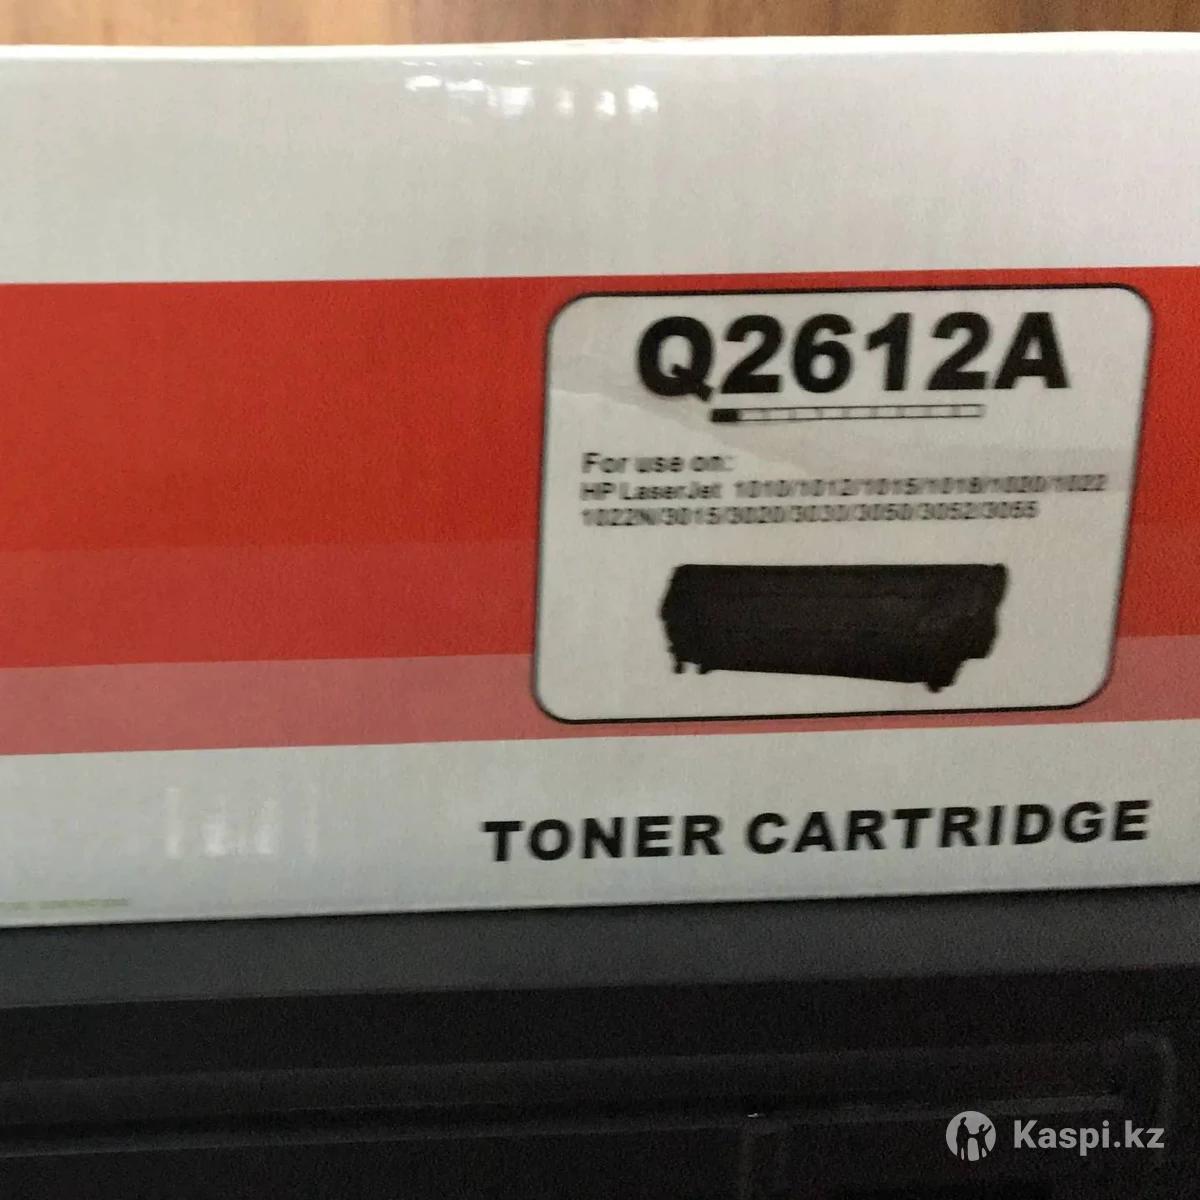 Q2612A
For use on:
HP LaserJet 1010/1012/1015/1018/1020/1022
1022N/3015/3020/3030/3050/3052/3055
TONER CARTRIDGE
Kaspi.kz